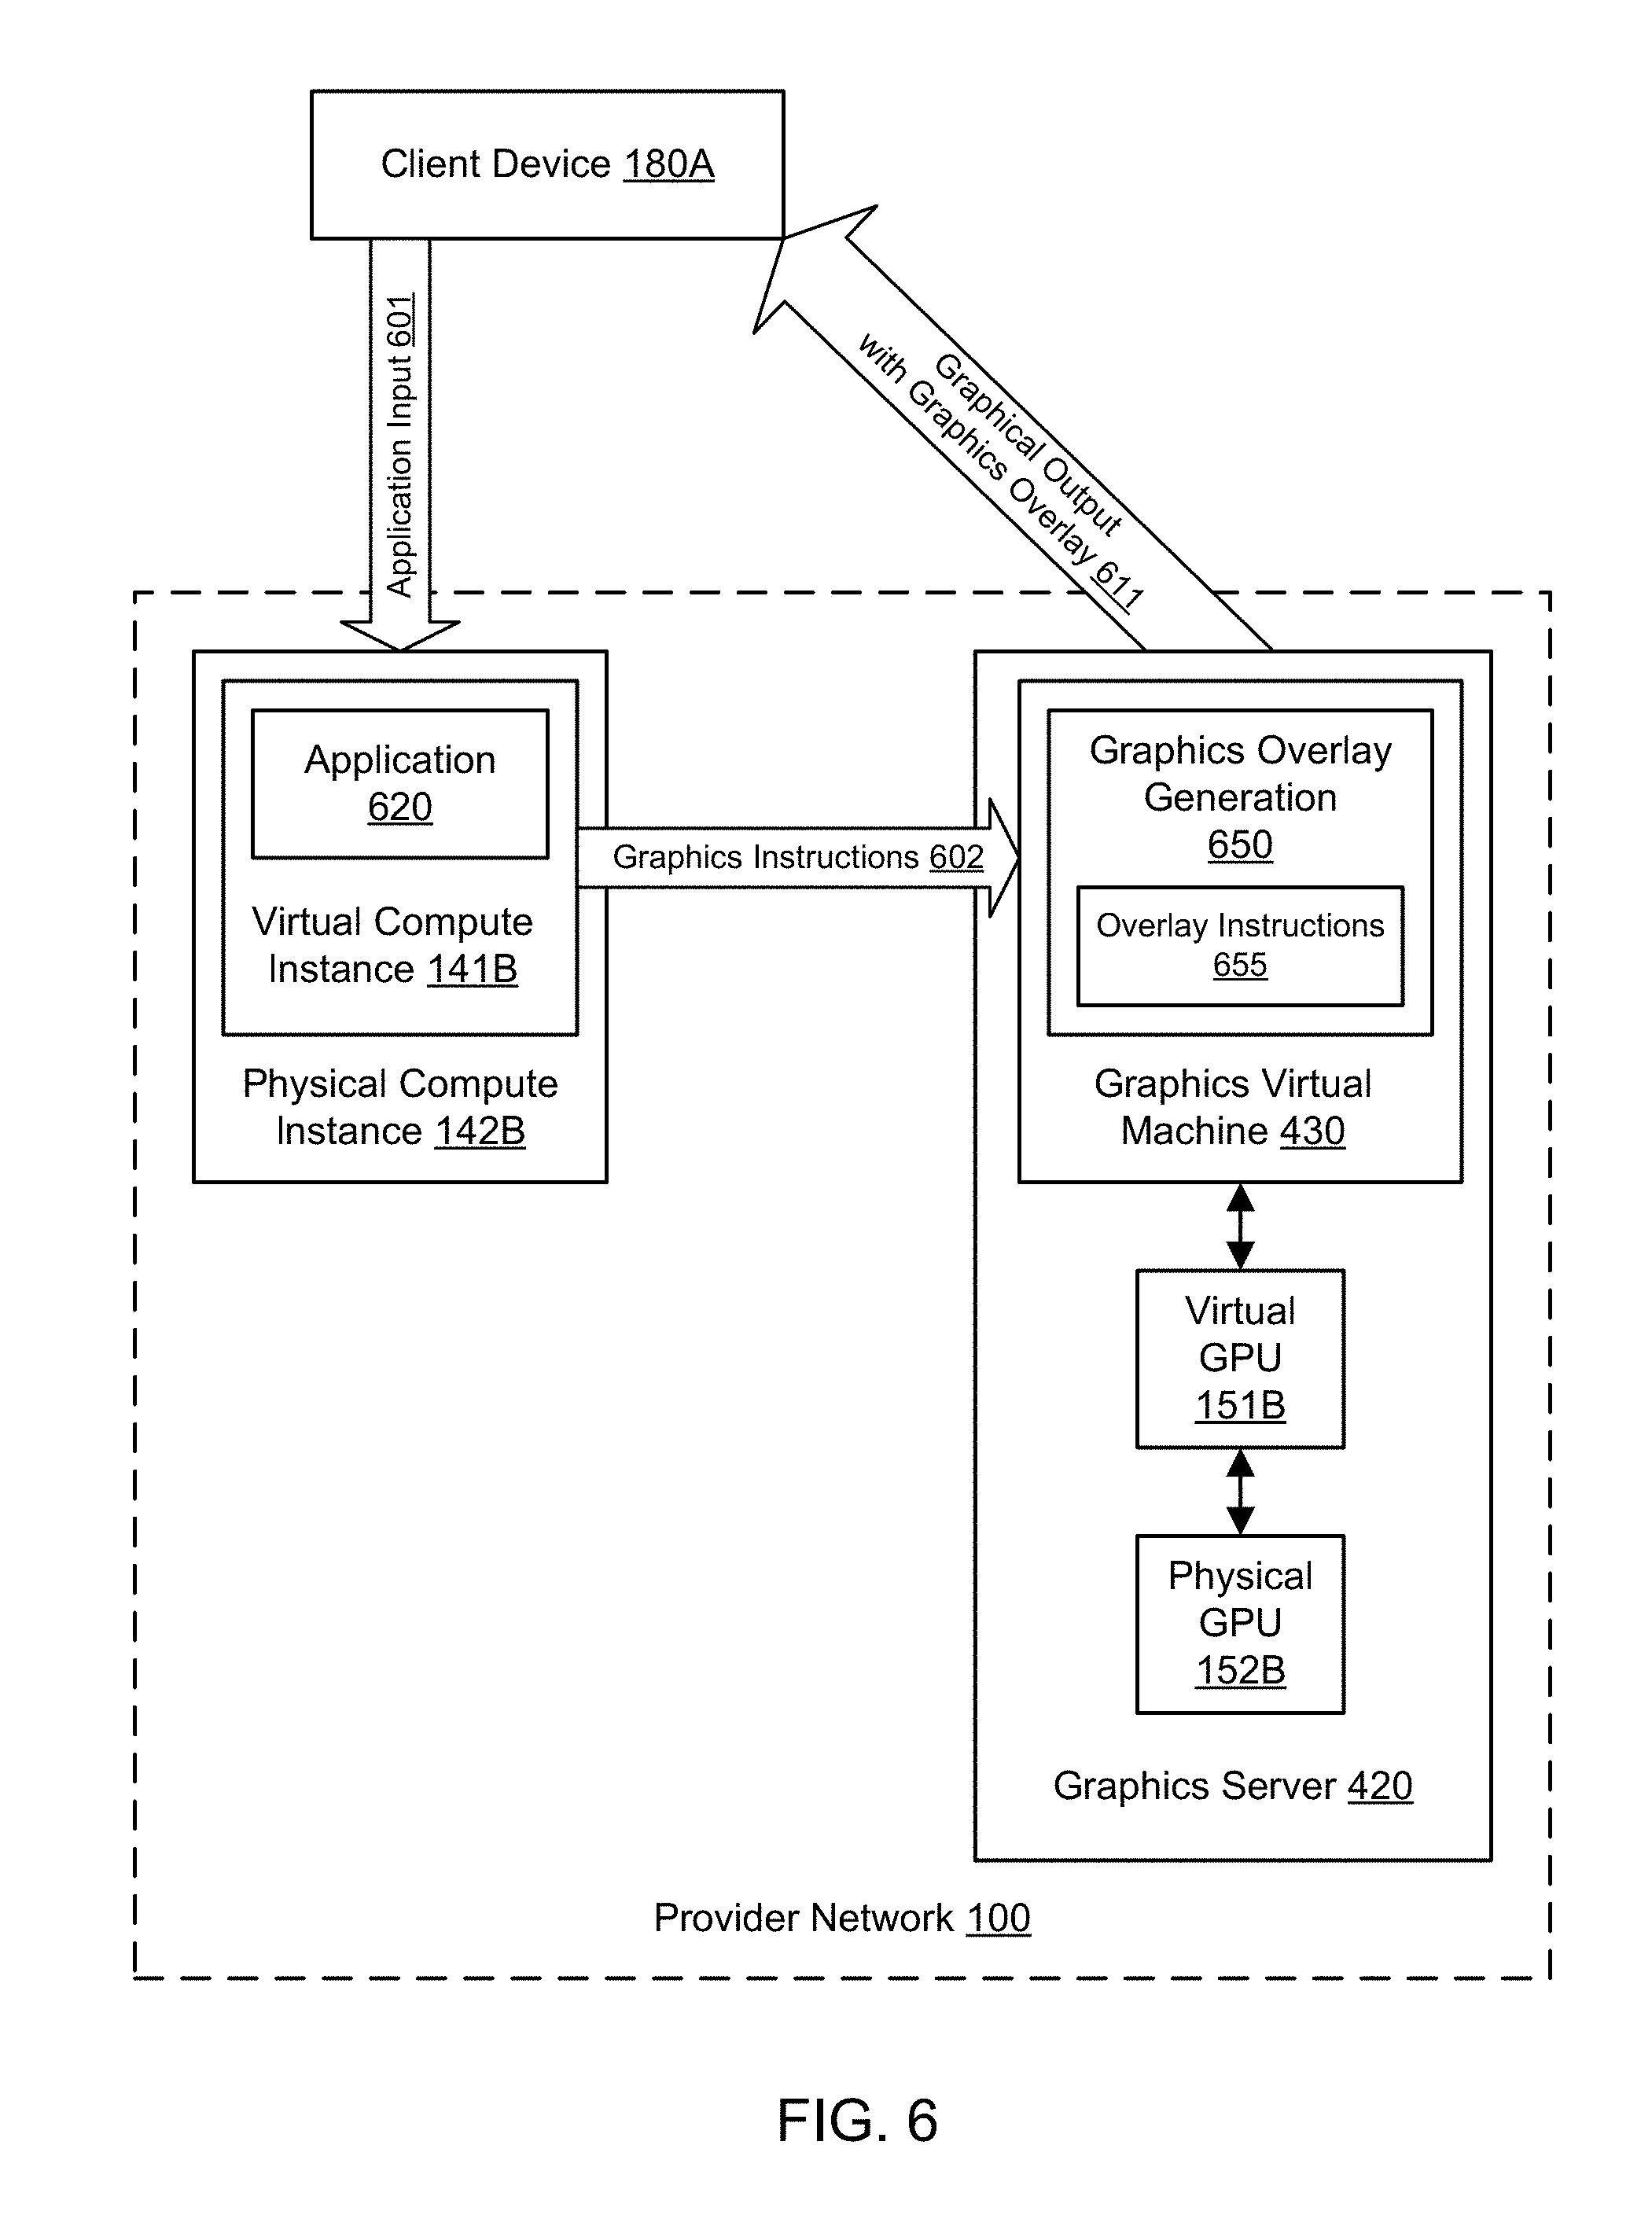 Client Device 180A
Application Input 601
Graphical Output
with Graphics Overlay 611
Application
620
Virtual Compute
Instance 141B
Physical Compute
Instance 142B
Graphics Instructions 602
Graphics Overlay
Generation
650
Overlay Instructions
655
Graphics Virtual
Machine 430
Virtual
GPU
151B
Physical
GPU
152B
Graphics Server 420
Provider Network 100
FIG. 6